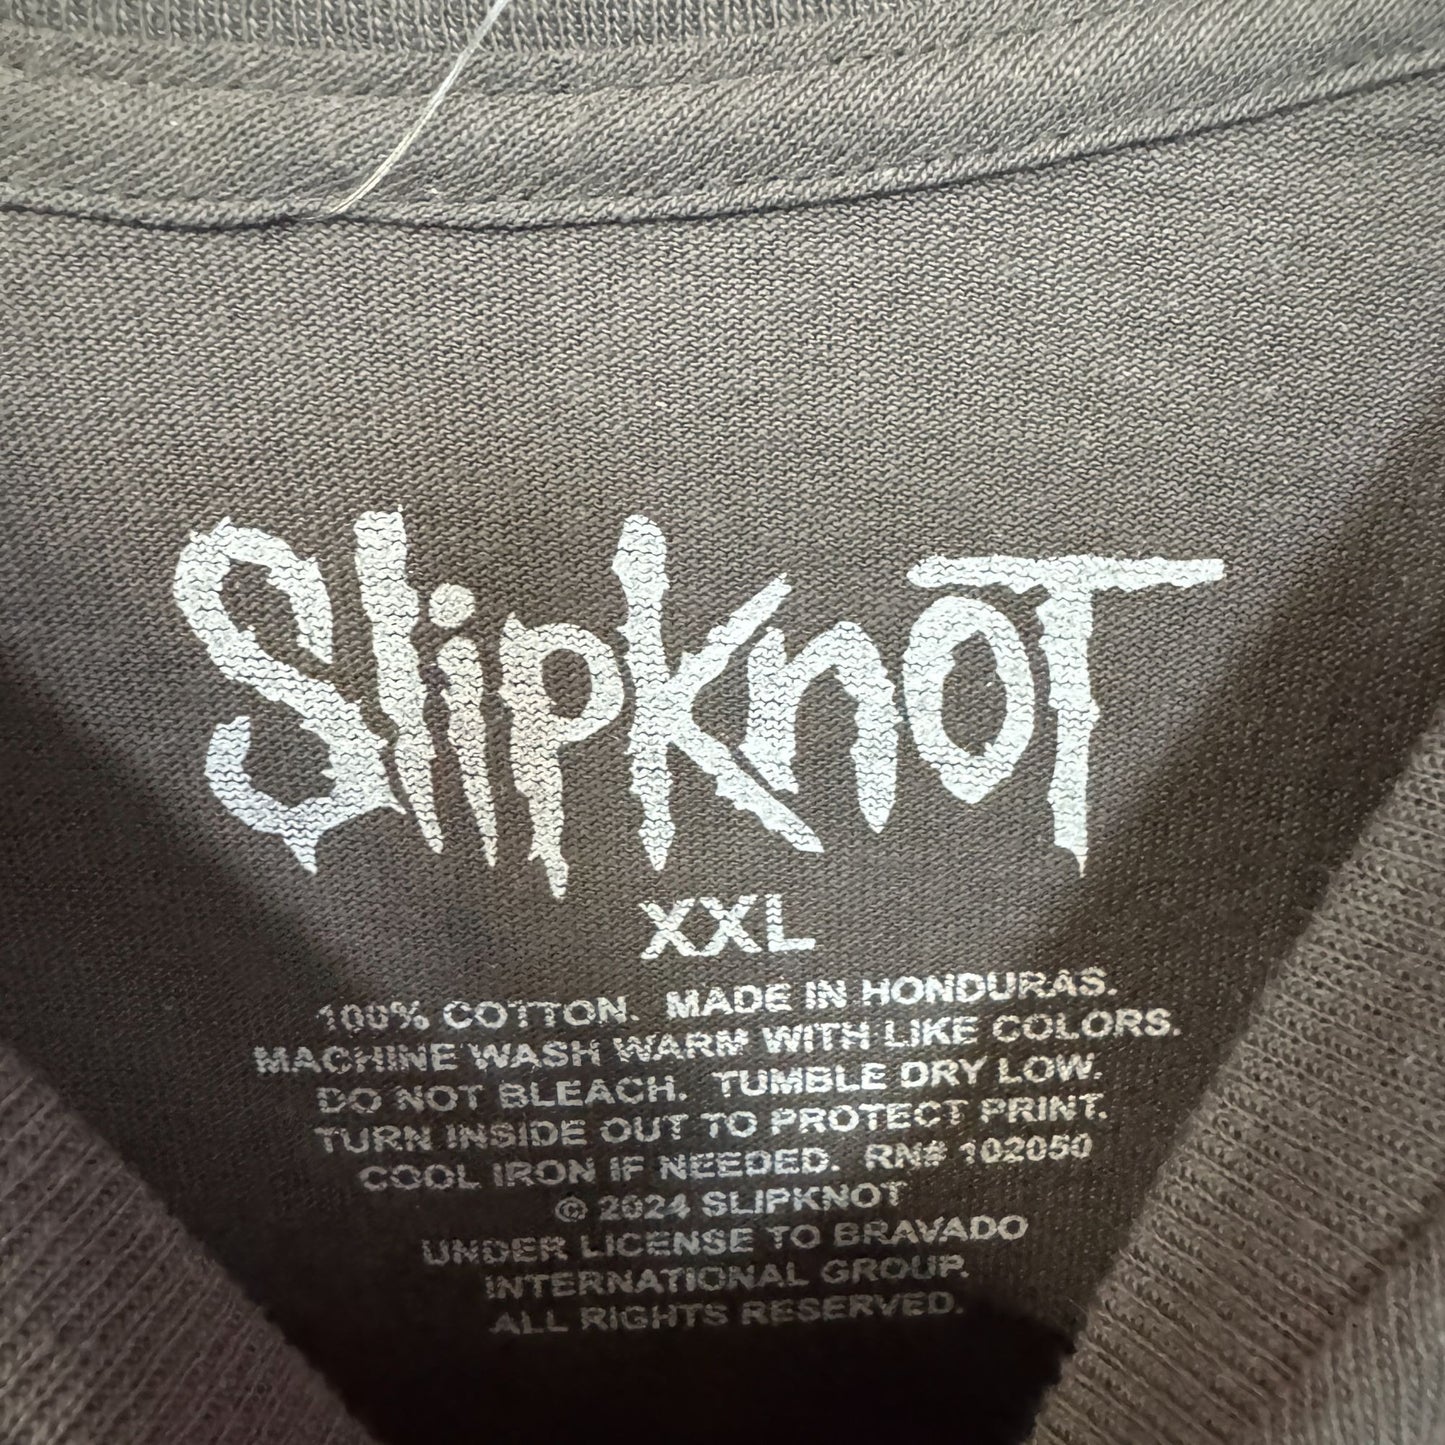 SlipknoT
XXL
100% COTTON. MADE IN HONDURAS.
MACHINE WASH WARM WITH LIKE COLORS.
DO NOT BLEACH. TUMBLE DRY LOW.
TURN INSIDE OUT TO PROTECT PRINT.
COOL IRON IF NEEDED. RN# 102050
© 2024 SLIPKNOT
UNDER LICENSE TO BRAVADO
INTERNATIONAL GROUP.
ALL RIGHTS RESERVED.